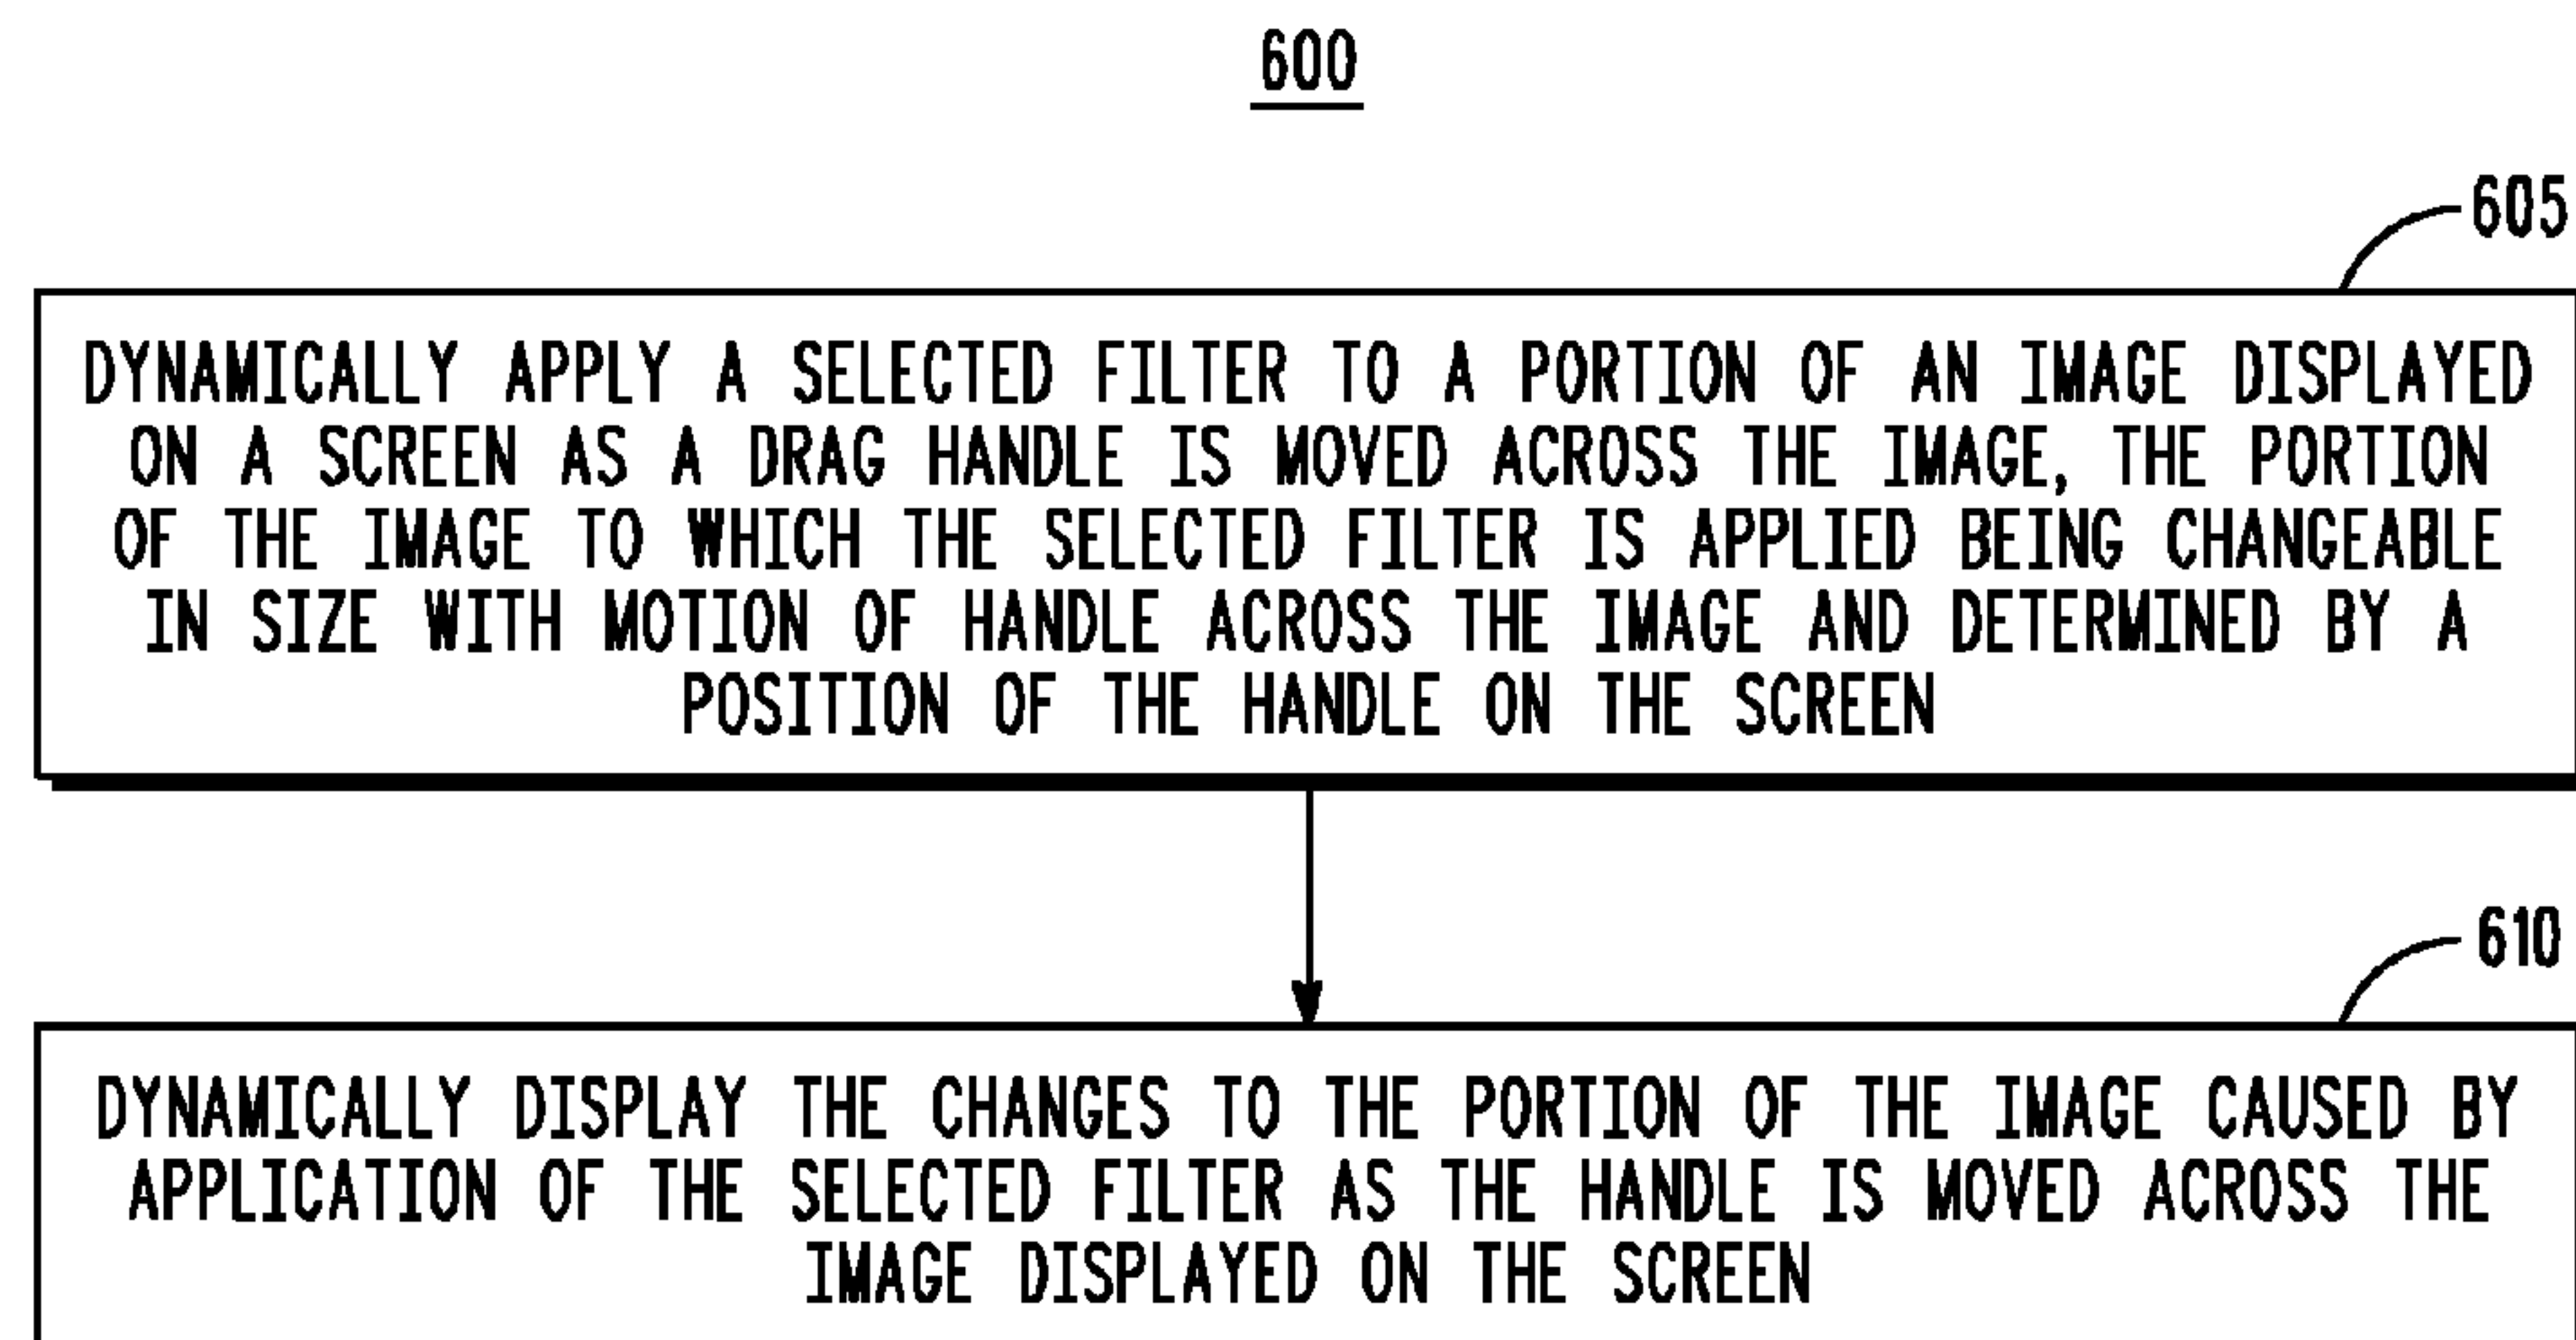 600
605
DYNAMICALLY APPLY A SELECTED FILTER TO A PORTION OF AN IMAGE DISPLAYED
ON A SCREEN AS A DRAG HANDLE IS MOVED ACROSS THE IMAGE, THE PORTION
OF THE IMAGE TO WHICH THE SELECTED FILTER IS APPLIED BEING CHANGEABLE
IN SIZE WITH MOTION OF HANDLE ACROSS THE IMAGE AND DETERMINED BY A
POSITION OF THE HANDLE ON THE SCREEN
610
DYNAMICALLY DISPLAY THE CHANGES TO THE PORTION OF THE IMAGE CAUSED BY
APPLICATION OF THE SELECTED FILTER AS THE HANDLE IS MOVED ACROSS THE
IMAGE DISPLAYED ON THE SCREEN